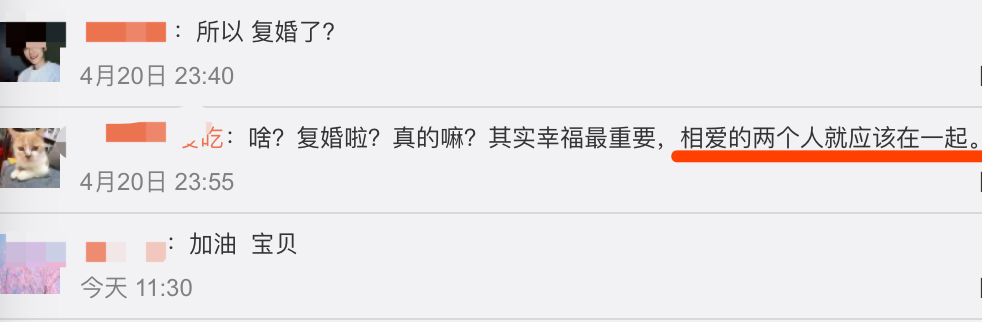 ：所以 复婚了？
4月20日 23:40
吃：啥？复婚啦？真的嘛？其实幸福最重要，相爱的两个人就应该在一起。
4月20日 23:55
：加油 宝贝
今天 11:30